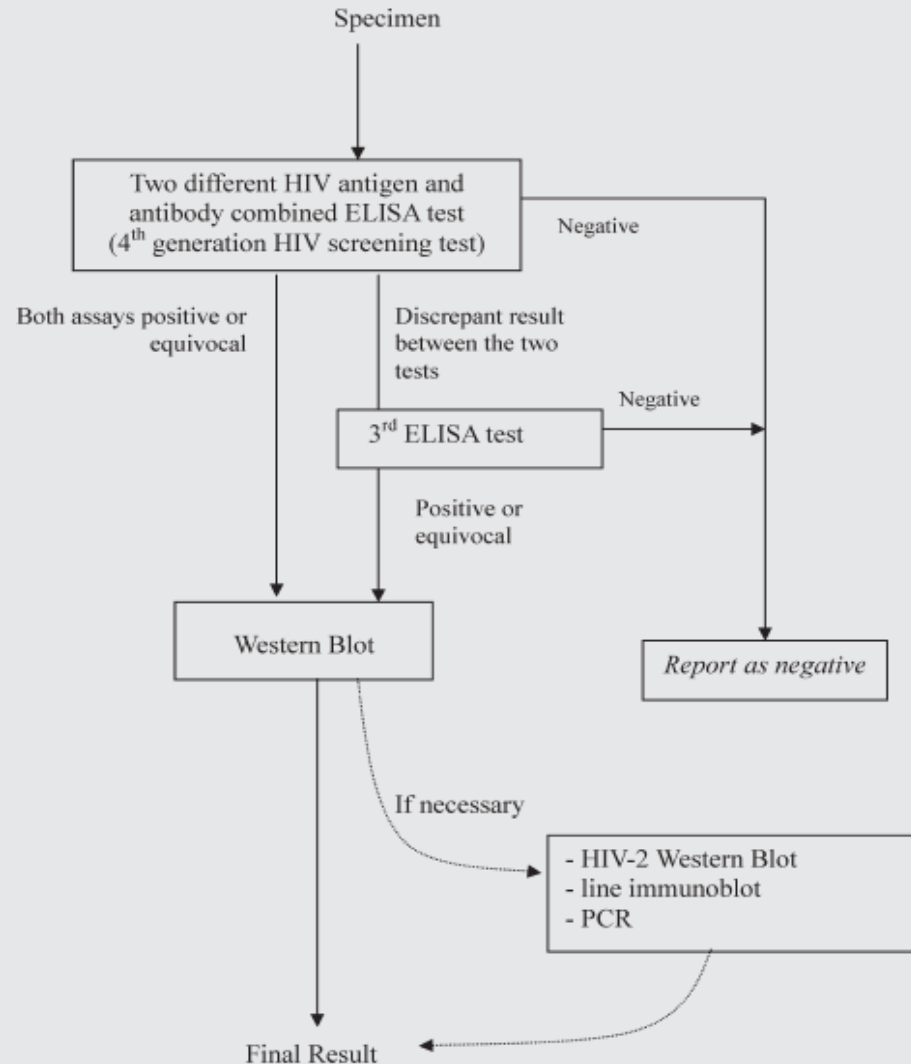 Specimen
Two different HIV antigen and
antibody combined ELISA test
(4th generation HIV screening test)
Negative
Both assays positive or
equivocal
Discrepant result
between the two
tests
Negative
3rd ELISA test
Positive or
equivocal
Western Blot
Report as negative
If necessary
- HIV-2 Western Blot
- line immunoblot
- PCR
Final Result